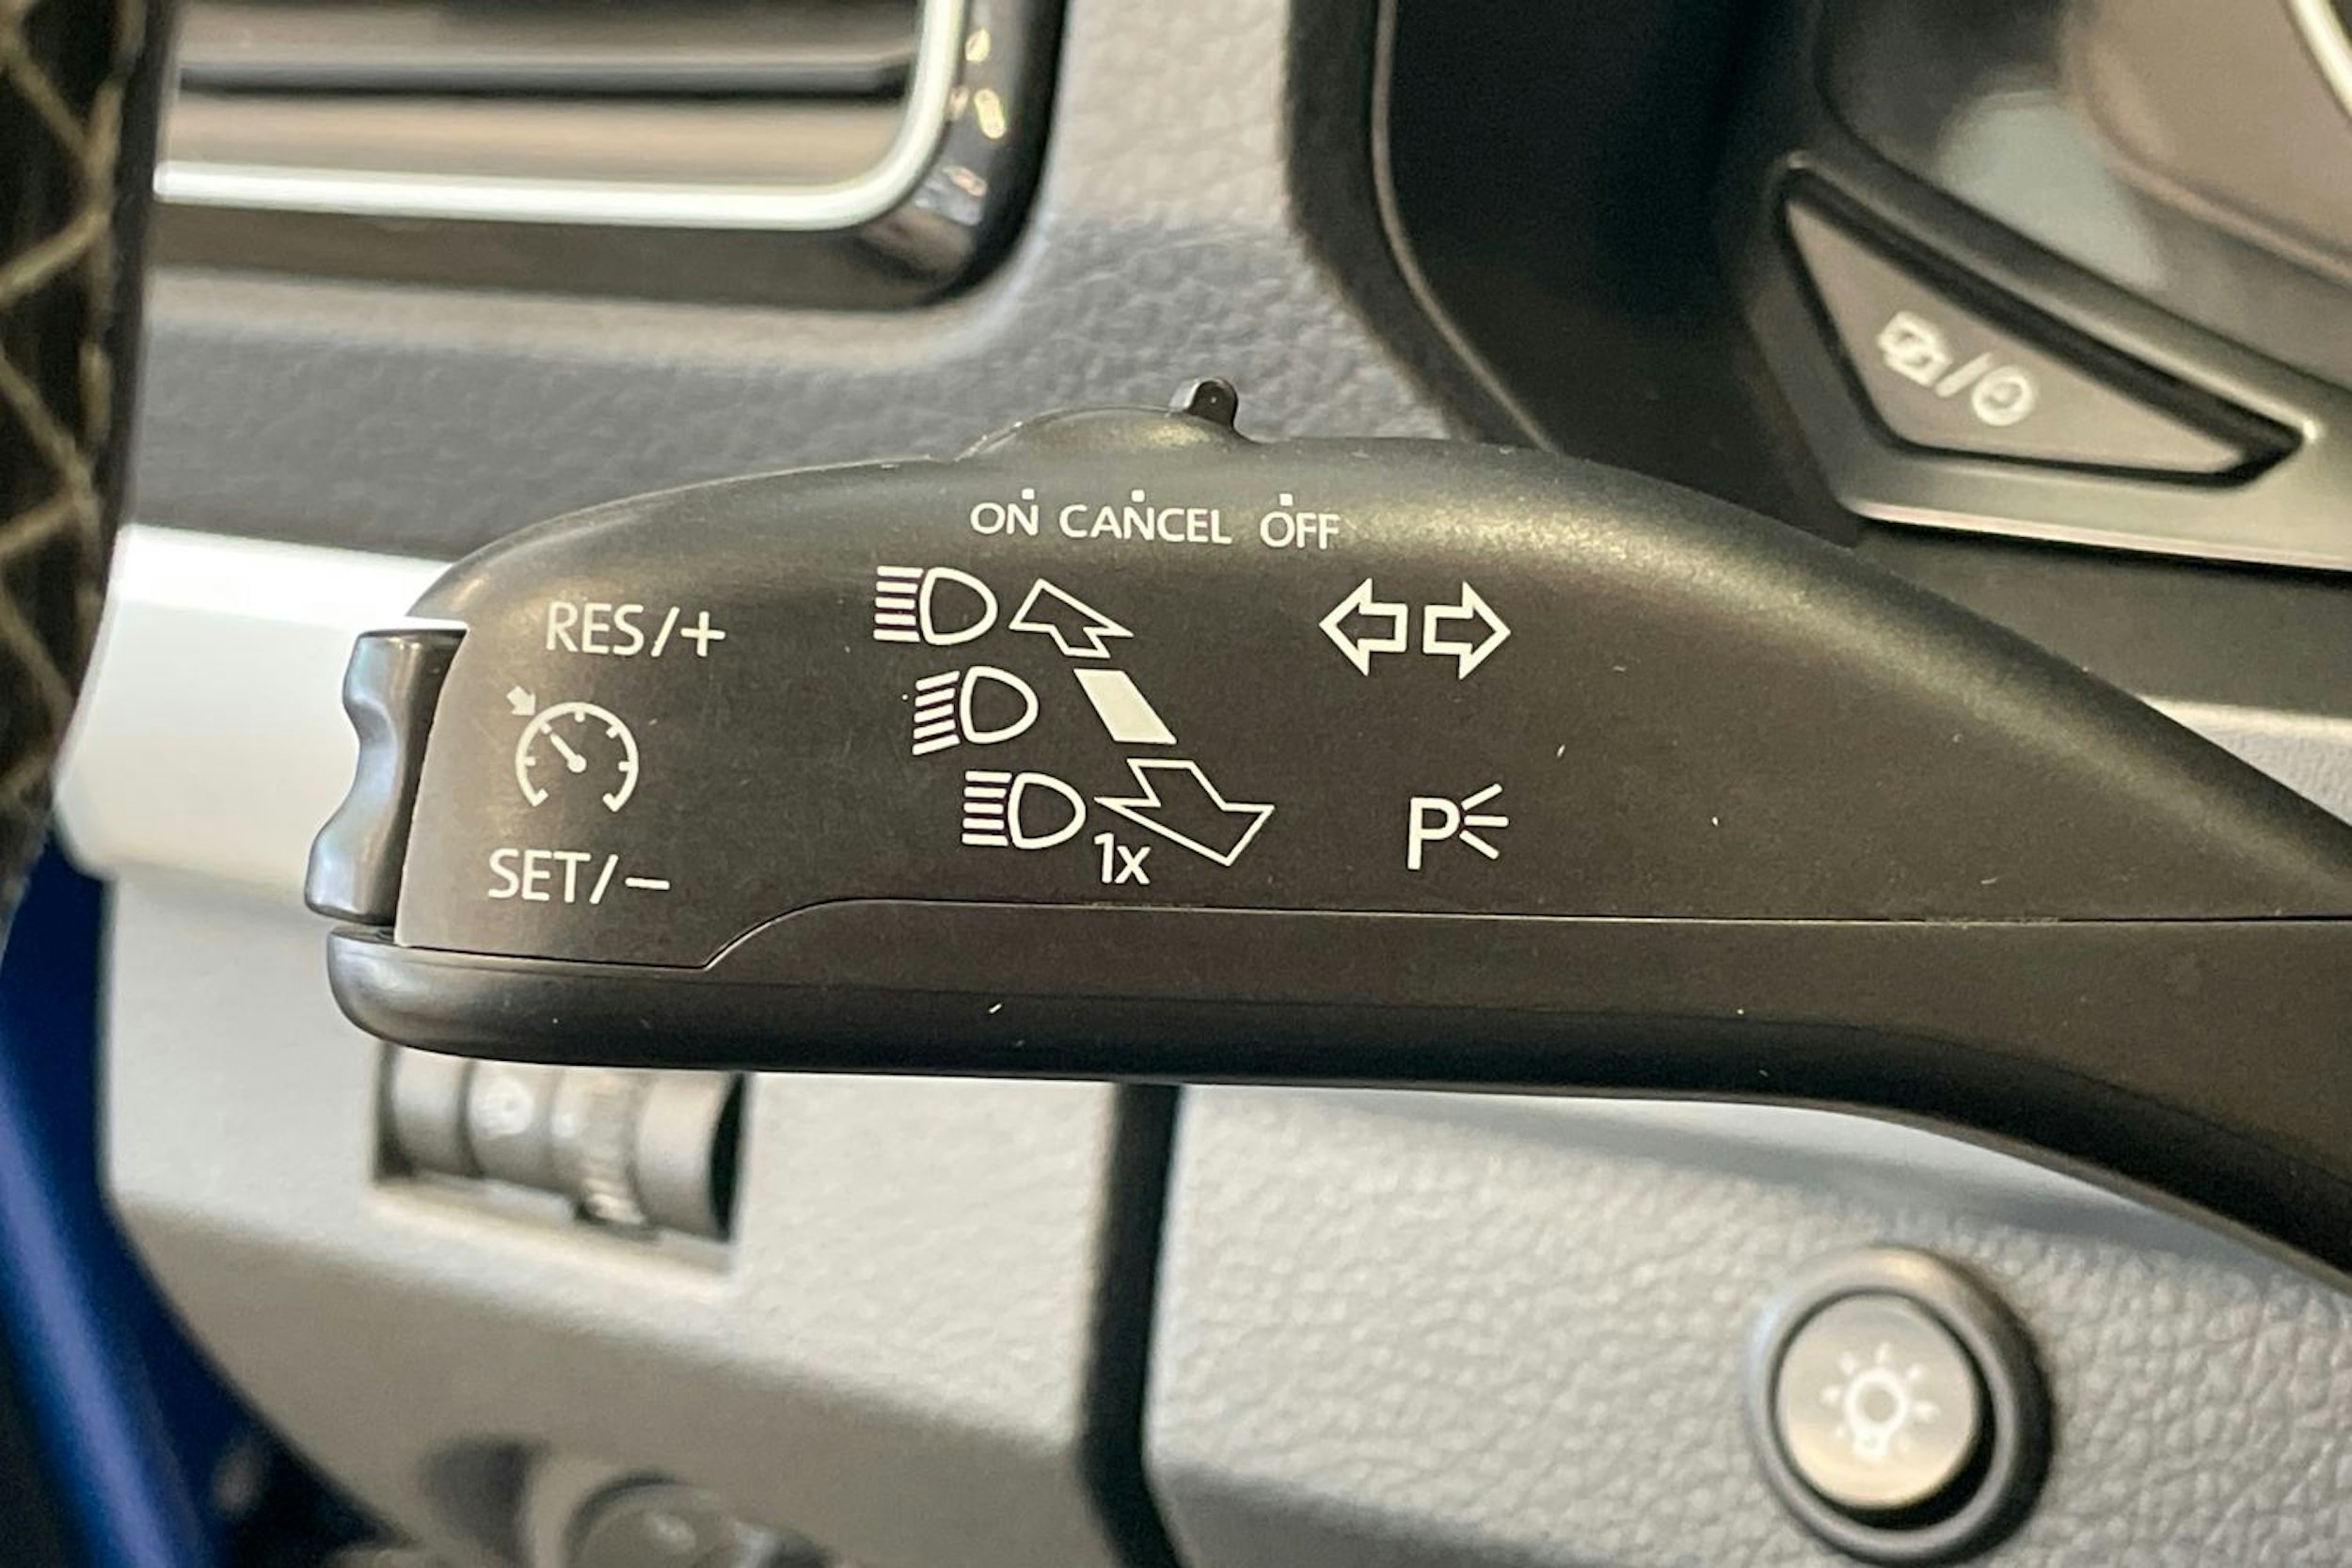 ON CANCEL OFF
RES/+
SET/−
1x
P